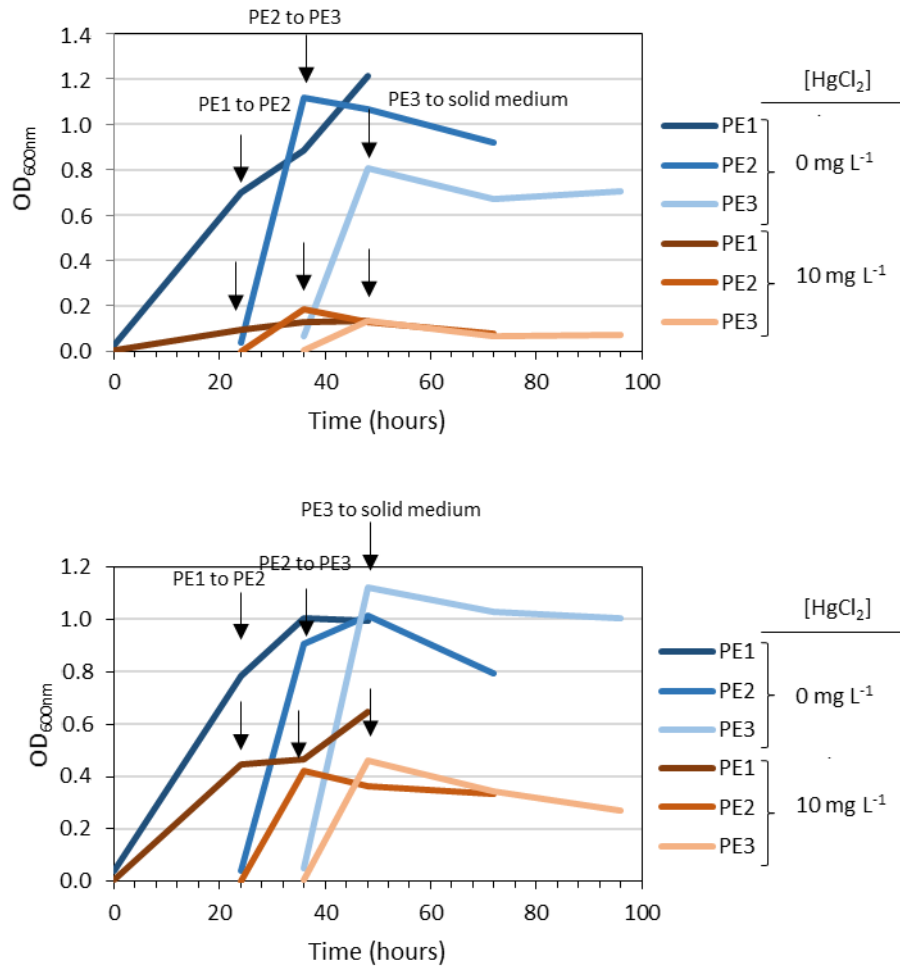 PE2 to PE3
1.4
1.2
1.0
0.8
0.6
0.4
0.2
0.0
OD600nm
PE1 to PE2
PE3 to solid medium
0 20 40 60 80 100
Time (hours)
[HgCl2]
PE1
PE2
PE3
0 mg L-1
PE1
PE2
PE3
10 mg L-1
PE3 to solid medium
PE1 to PE2
PE2 to PE3
1.2
1.0
0.8
0.6
0.4
0.2
0.0
OD600nm
0 20 40 60 80 100
Time (hours)
[HgCl2]
PE1
PE2
PE3
0 mg L-1
PE1
PE2
PE3
10 mg L-1